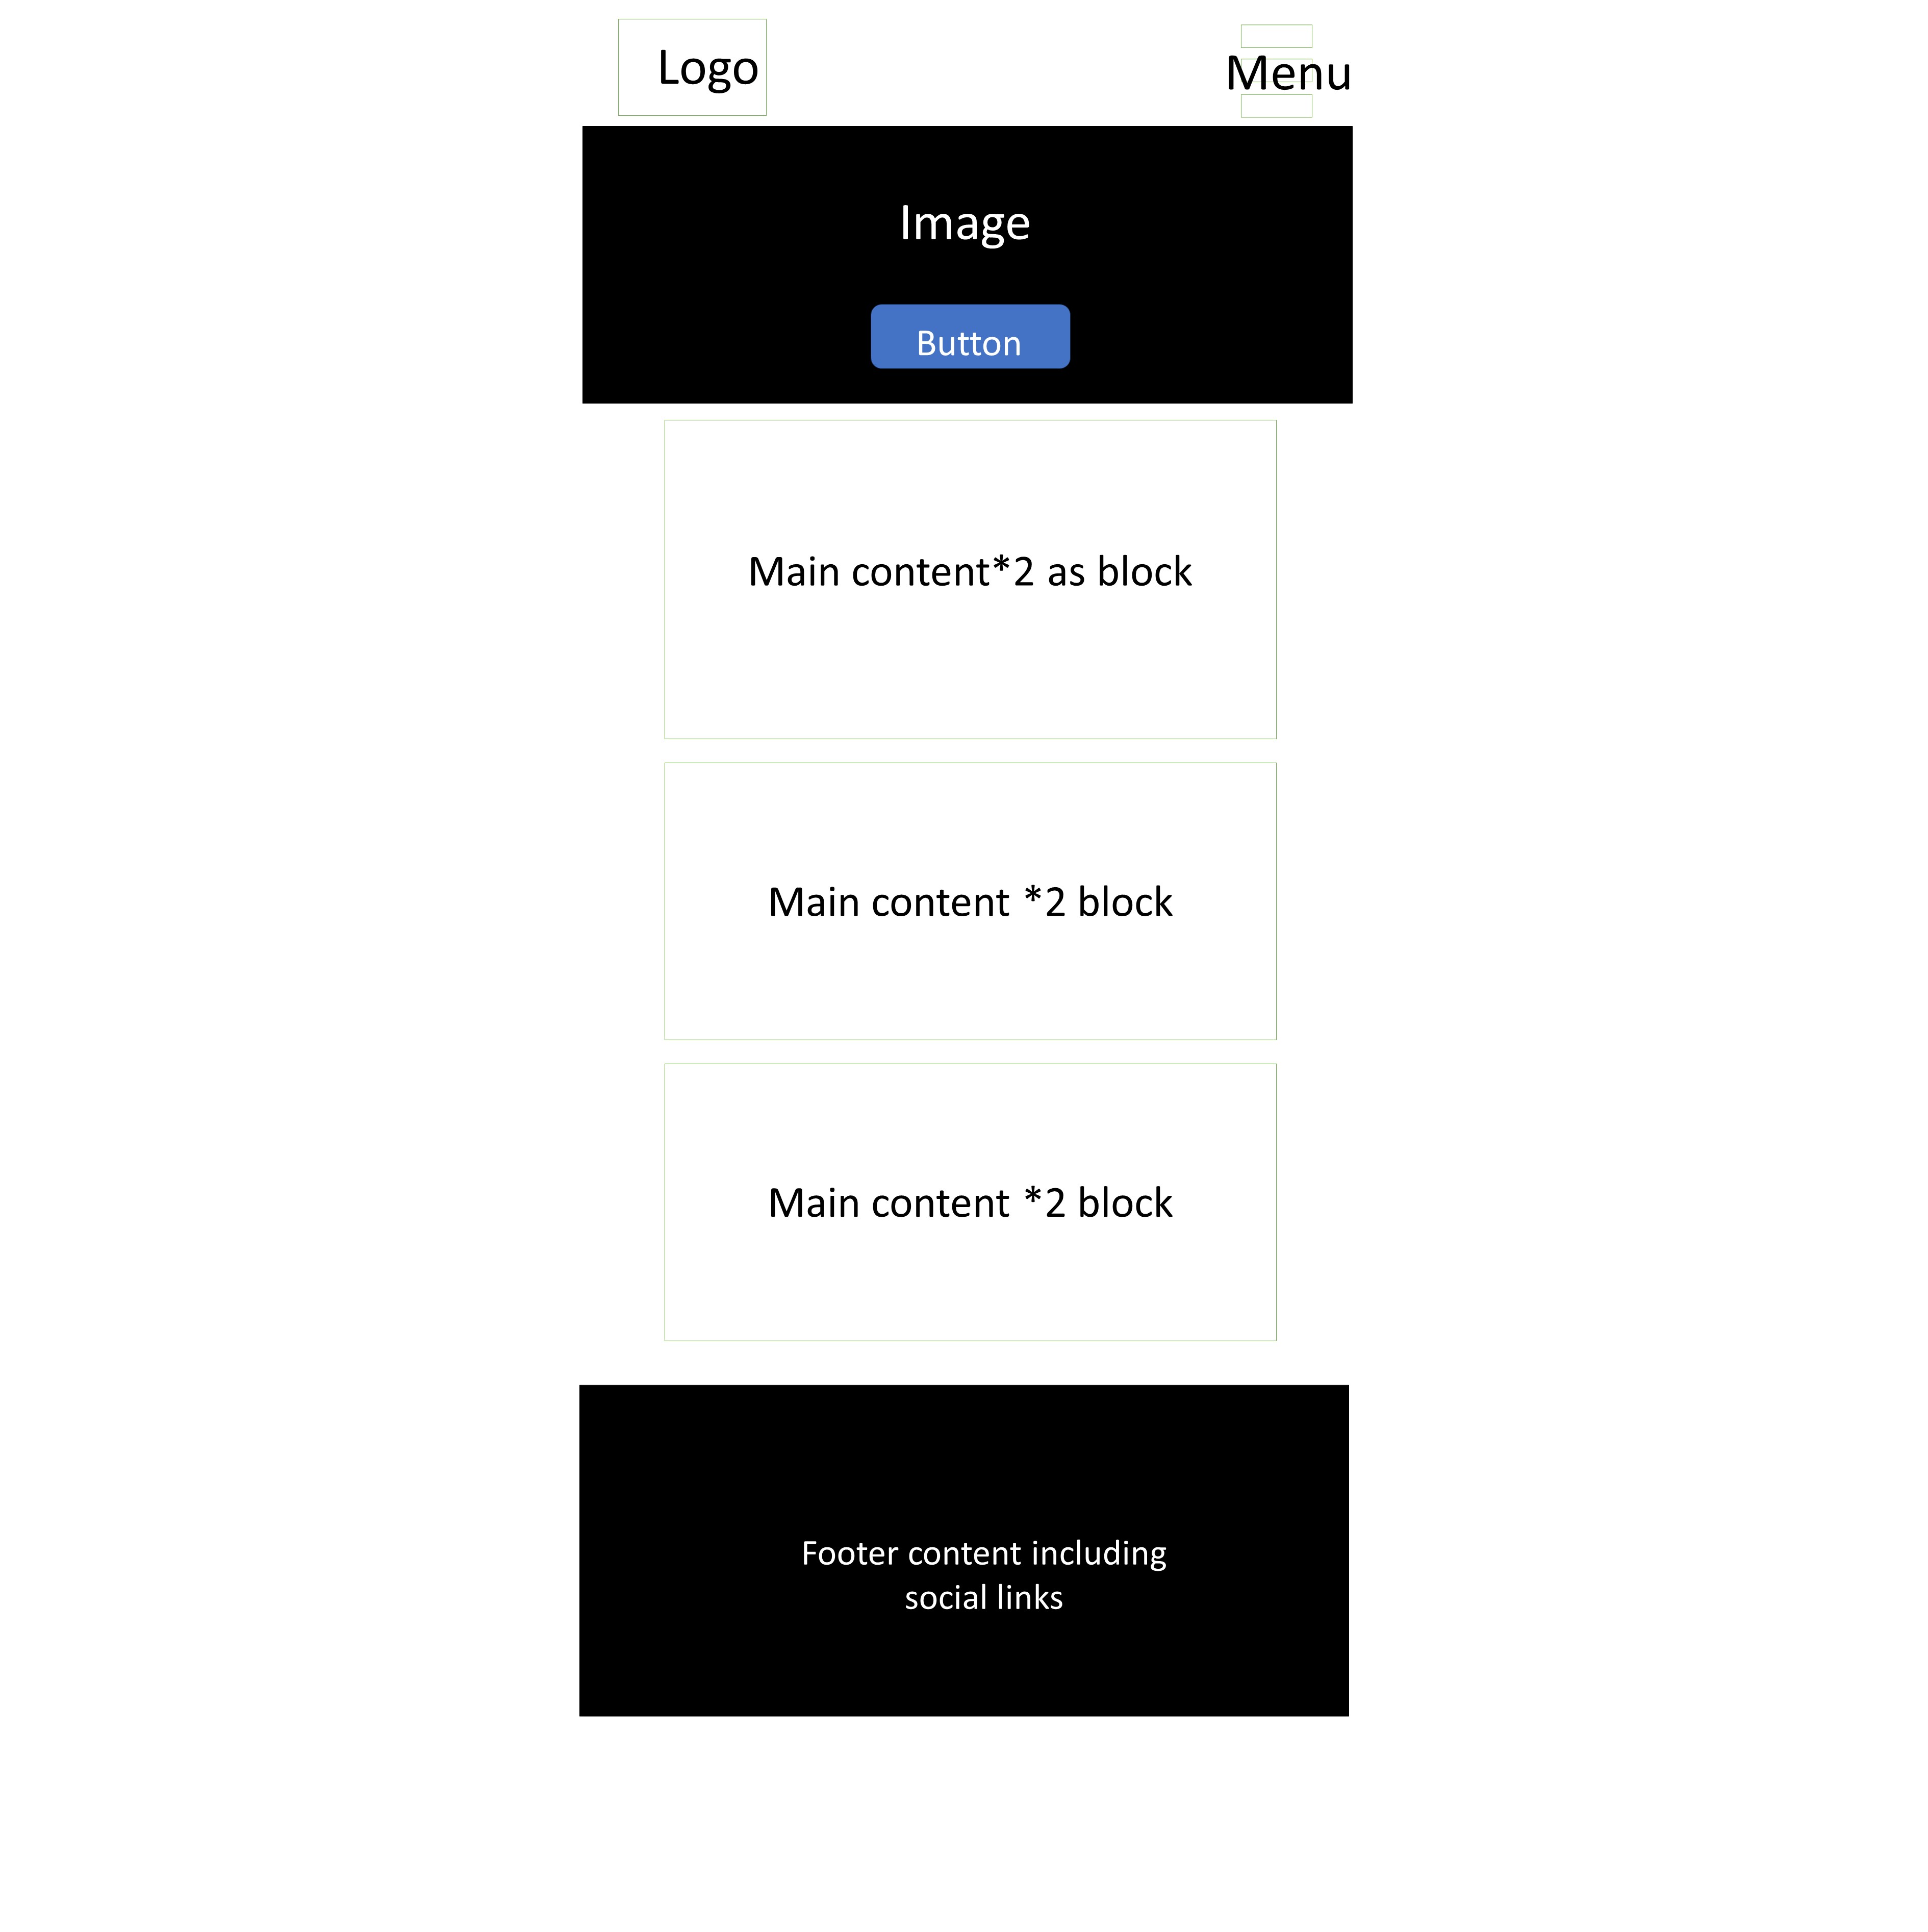 Logo
Menu
Image
Button
Main content*2 as block
Main content *2 block
Main content *2 block
Footer content including
social links